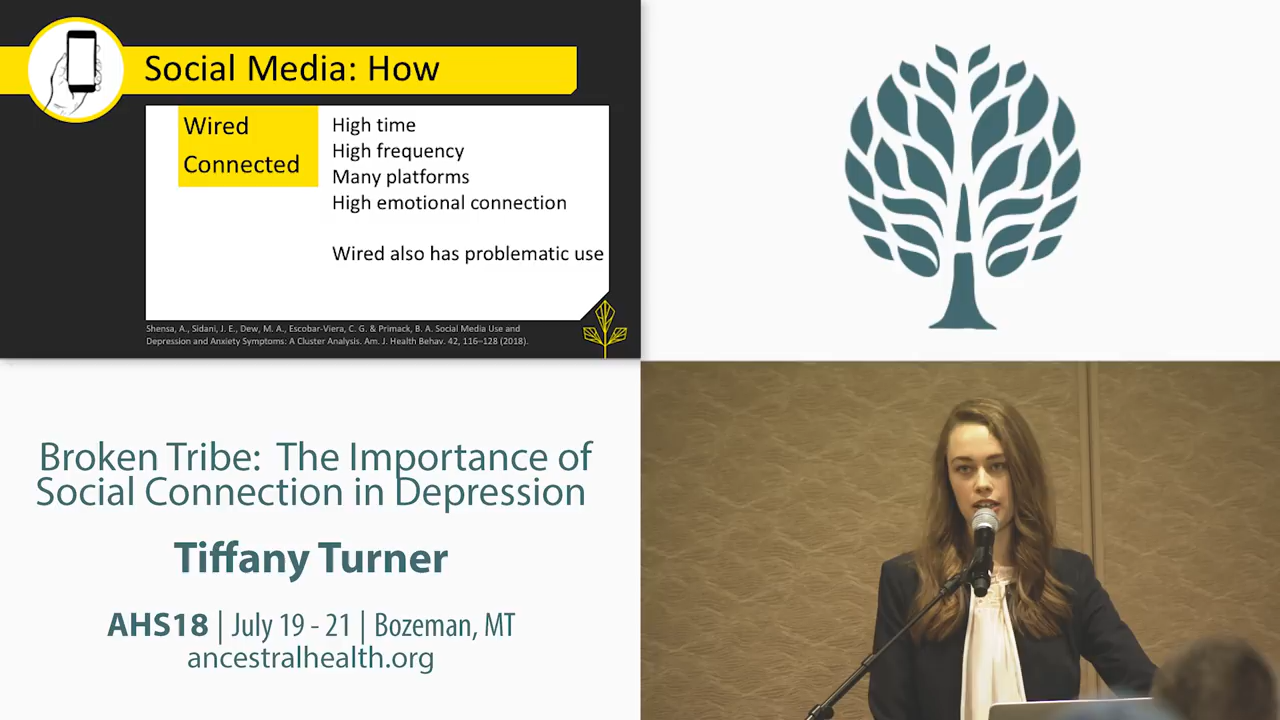 Social Media: How
Wired
Connected
High time
High frequency
Many platforms
High emotional connection
Wired also has problematic use
Shensa, A., Sidani, J. E., Dew, M. A., Escobar-Viera, C. G. & Primack, B. A. Social Media Use and
Depression and Anxiety Symptoms: A Cluster Analysis. Am. J. Health Behav. 42, 116–128 (2018).
Broken Tribe: The Importance of
Social Connection in Depression
Tiffany Turner
AHS18 | July 19 - 21 | Bozeman, MT
ancestralhealth.org